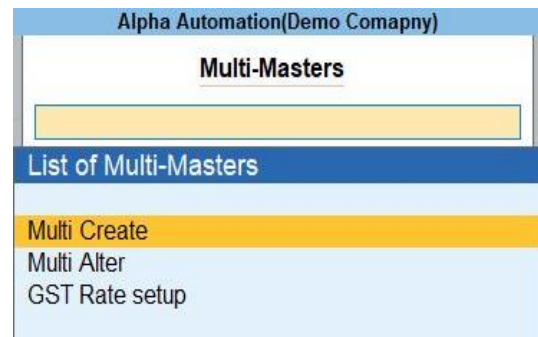 Alpha Automation(Demo Comapny)
Multi-Masters
List of Multi-Masters
Multi Create
Multi Alter
GST Rate setup